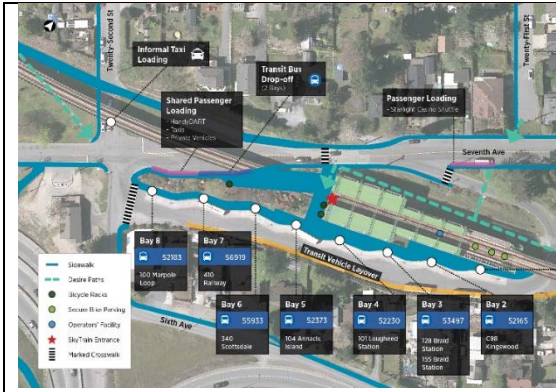 Twenty-Second St
Twenty-First St
Informal Taxi
Loading
Transit Bus
Drop-off
(2 Bays)
Shared Passenger
Loading
- HandyDART
- Taxis
- Private Vehicles
Passenger Loading
- Starlight Casino Shuttle
Seventh Ave
Transit Vehicle Layover
Bay 8
52183
100 Marpole
Loop
Bay 7
56919
410
Railway
Bay 6
55933
340
Scottsdale
Bay 5
52373
104 Annacis
Island
Bay 4
52230
101 Lougheed
Station
Bay 3
53497
128 Braid
Station
155 Braid
Station
Bay 2
52165
C98
Kingswood
Sixth Ave
Sidewalk
Desire Paths
Bicycle Racks
Secure Bike Parking
Operators' Facility
SkyTrain Entrance
Marked Crosswalk